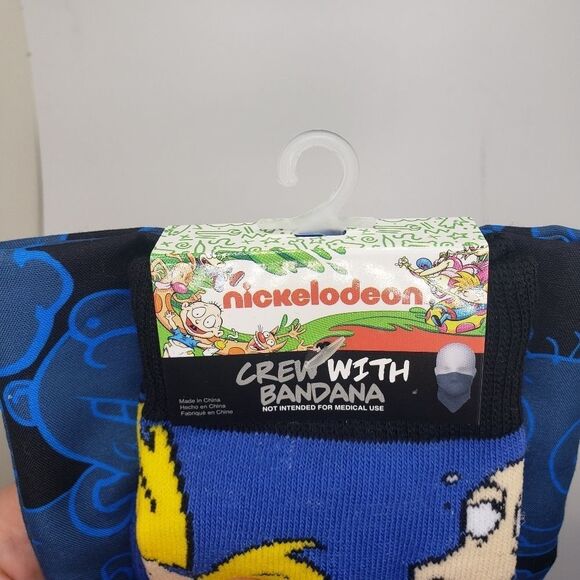 nickelodeon
CREW WITH
BANDANA
NOT INTENDED FOR MEDICAL USE
Made in China
Hecho en China
Fabriqué en Chine